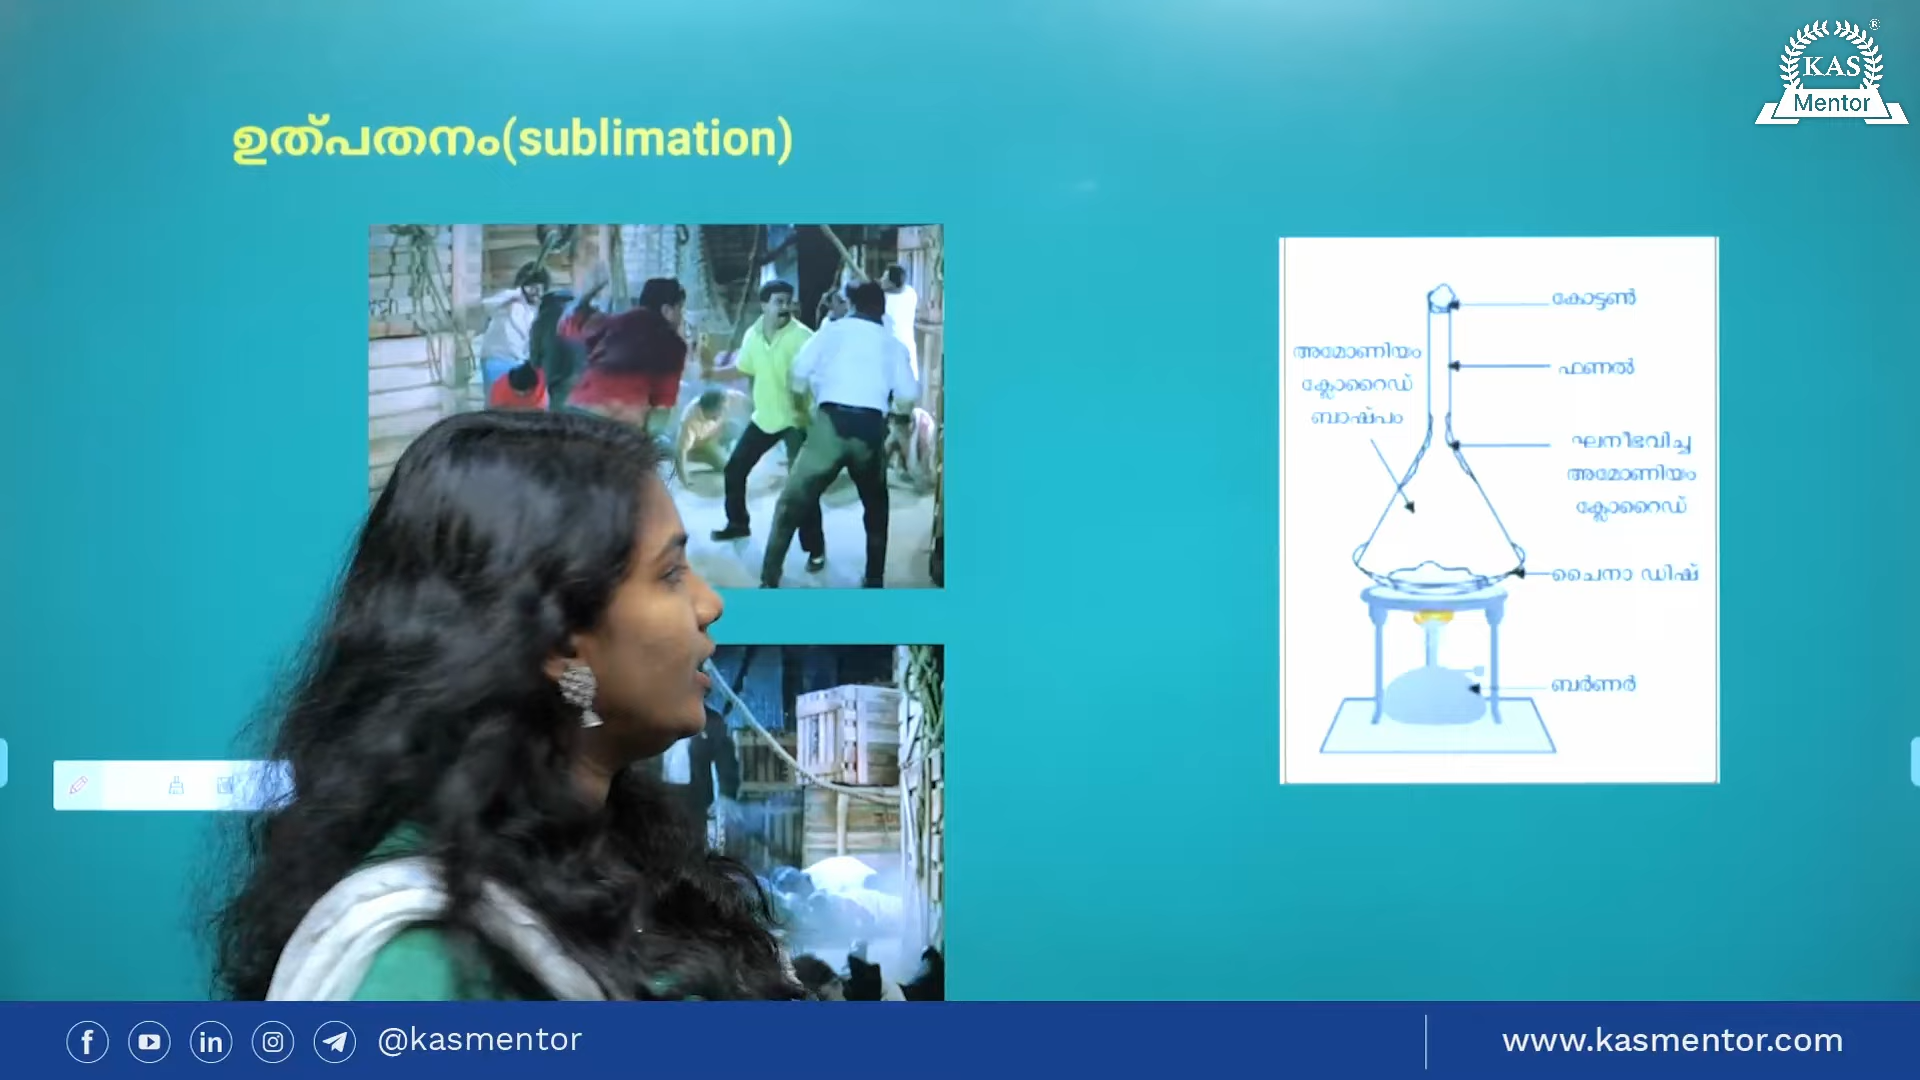 KAS
Mentor
®
ഉത്പതനം(sublimation)
കോട്ടൺ
അമോണിയം
ക്ലോറൈഡ്
ബാഷ്പം
ഫണൽ
ഘനീഭവിച്ച
അമോണിയം
ക്ലോറൈഡ്
ചൈനാ ഡിഷ്
ബർണർ
@kasmentor
www.kasmentor.com